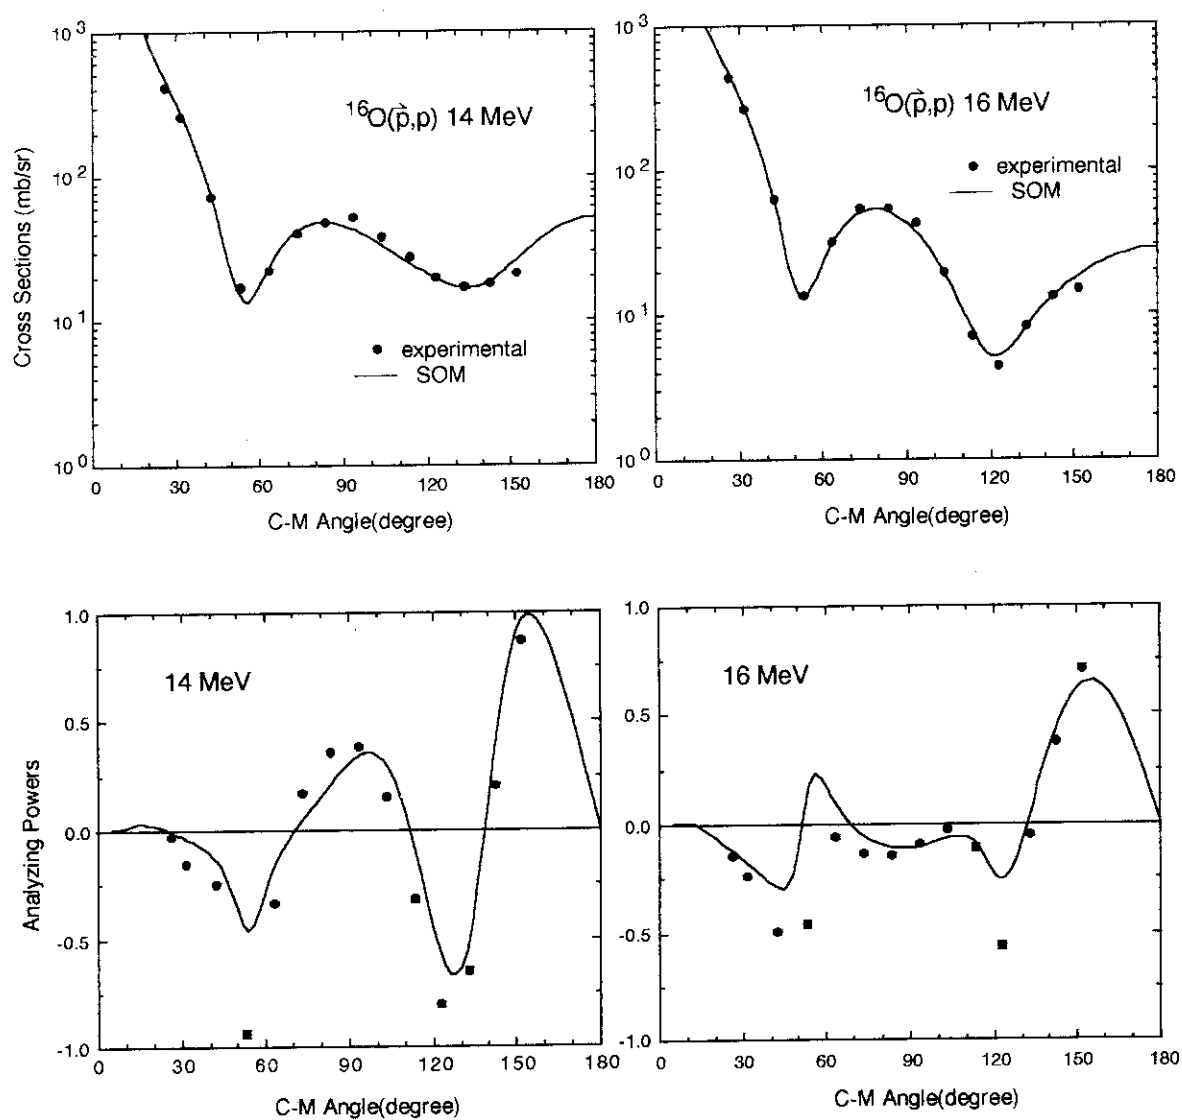 10³
10²
10¹
10⁰
Cross Sections (mb/sr)
¹⁶O(p⃗,p) 14 MeV
experimental
SOM
0 30 60 90 120 150 180
C-M Angle(degree)
10³
10²
10¹
10⁰
¹⁶O(p⃗,p) 16 MeV
experimental
SOM
0 30 60 90 120 150 180
C-M Angle(degree)
1.0
0.5
0.0
-0.5
-1.0
Analyzing Powers
14 MeV
0 30 60 90 120 150 180
C-M Angle(degree)
1.0
0.5
0.0
-0.5
-1.0
16 MeV
0 30 60 90 120 150 180
C-M Angle(degree)